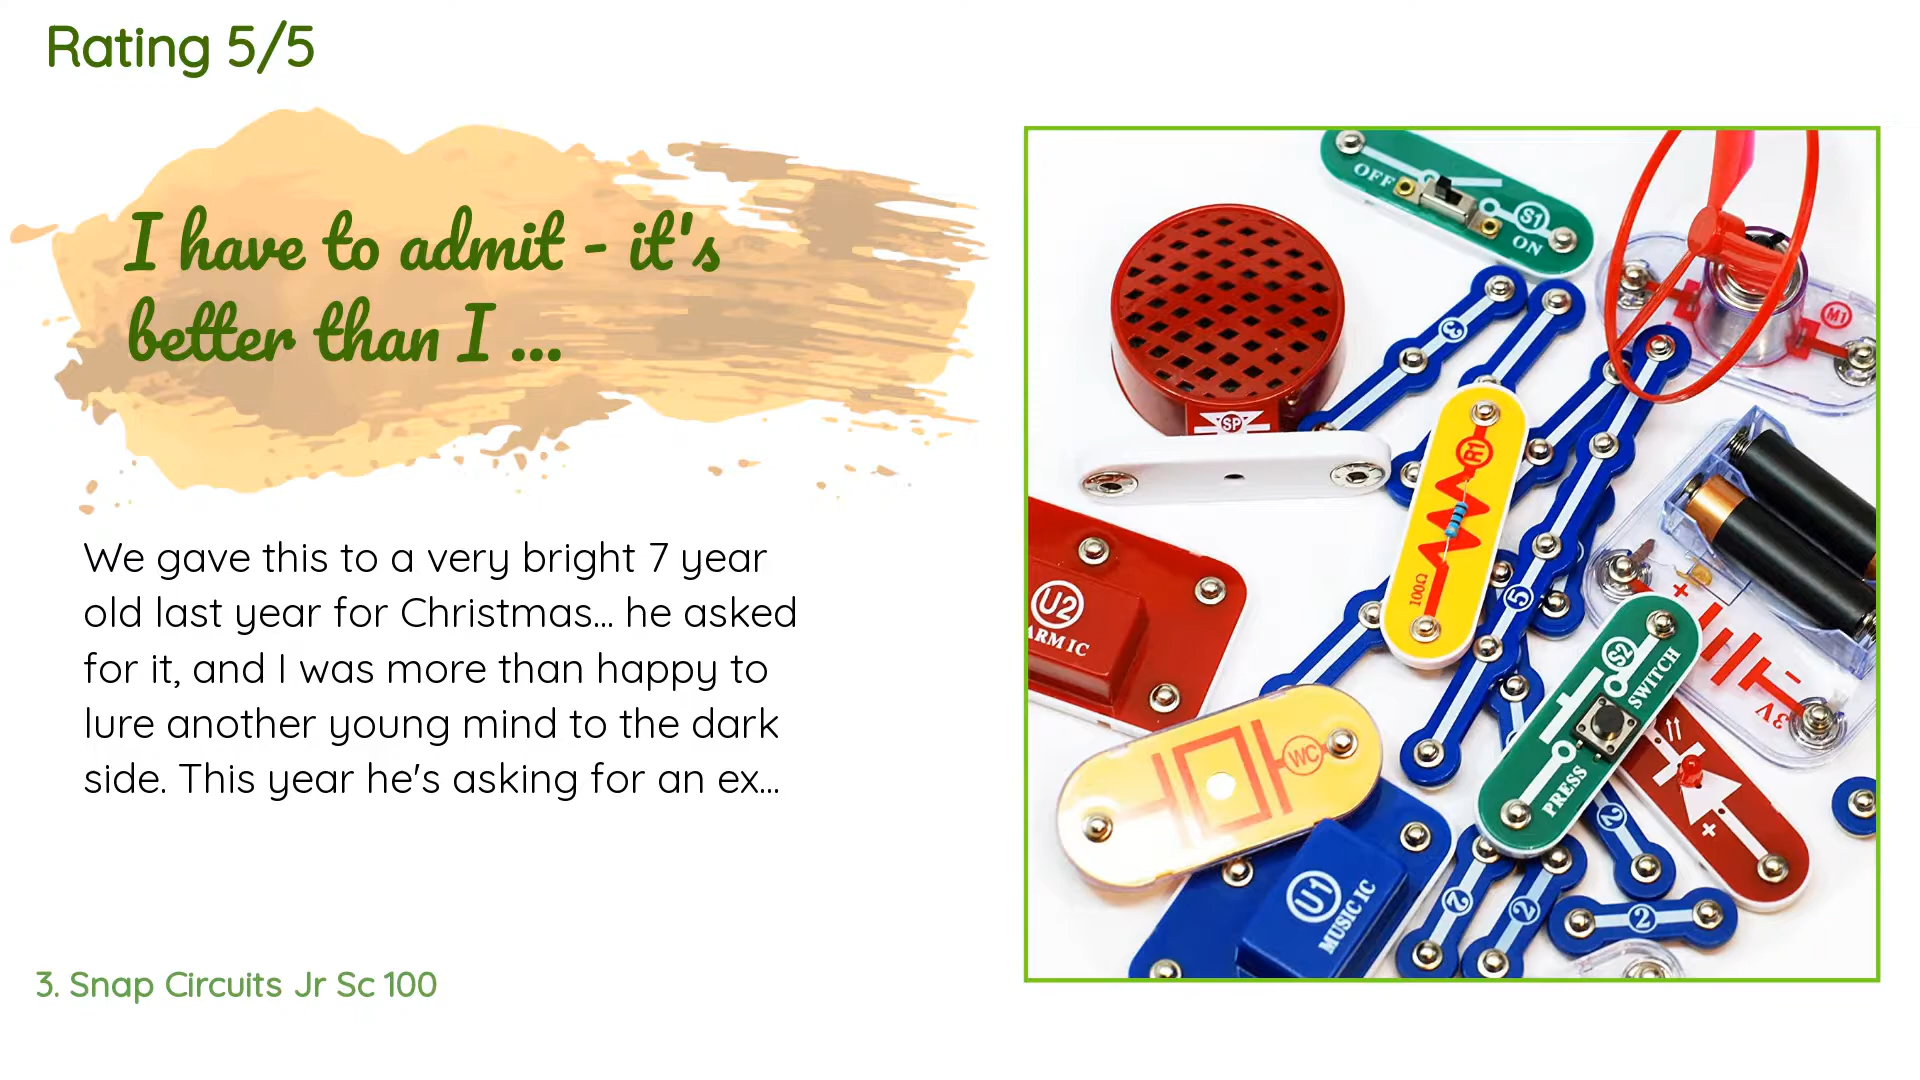 Rating 5/5
I have to admit - it's
better than I ...
We gave this to a very bright 7 year
old last year for Christmas... he asked
for it, and I was more than happy to
lure another young mind to the dark
side. This year he's asking for an ex...
3. Snap Circuits Jr Sc 100
OFF
S1
ON
M1
3
SP
R1
100Ω
5
U2
ARM IC
S2
SWITCH
PRESS
3V
WC
U1
MUSIC IC
2
2
2
2